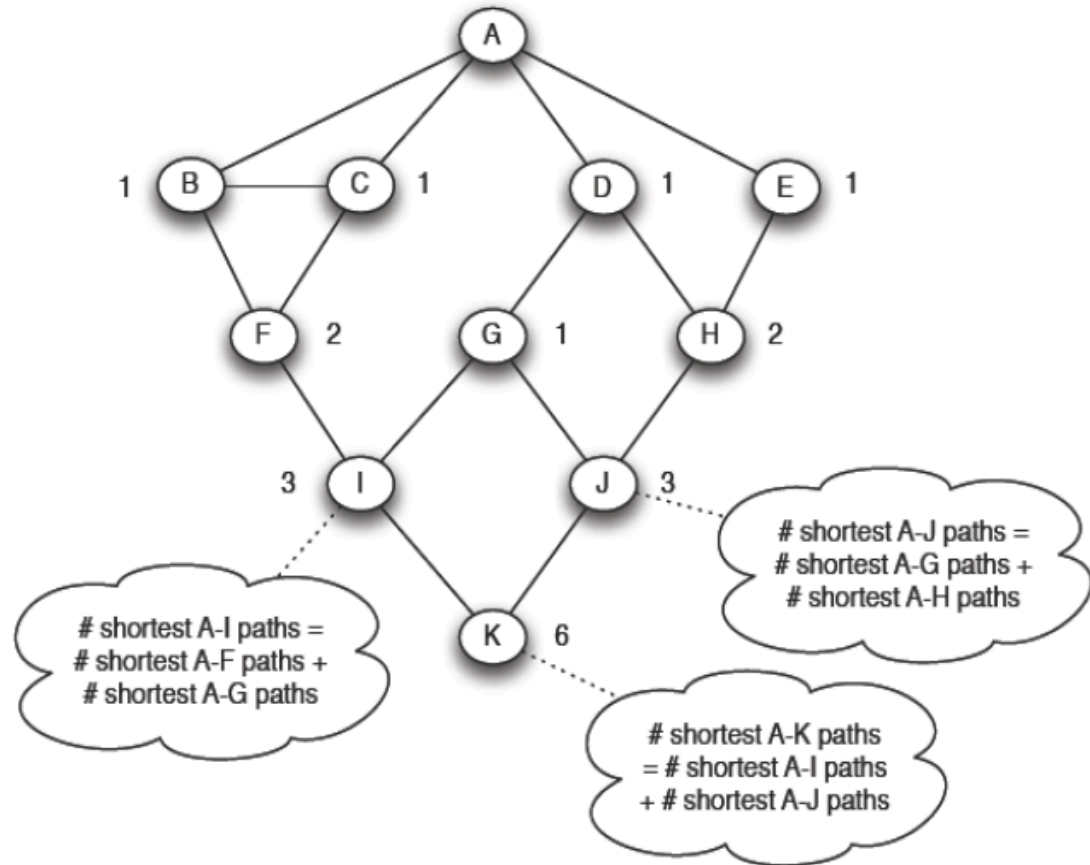 A
1 B C 1 D 1 E 1
F 2 G 1 H 2
3 I J 3
# shortest A-J paths =
# shortest A-G paths +
# shortest A-H paths
# shortest A-I paths =
# shortest A-F paths +
# shortest A-G paths
K 6
# shortest A-K paths
= # shortest A-I paths
+ # shortest A-J paths